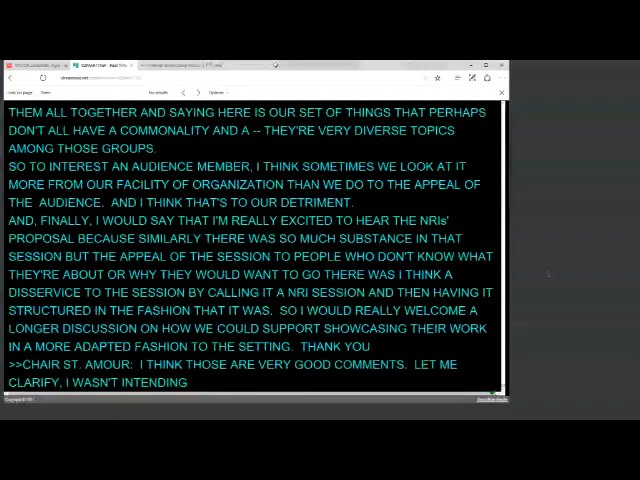 streamtext.net
Find on page
No results
Options
THEM ALL TOGETHER AND SAYING HERE IS OUR SET OF THINGS THAT PERHAPS
DON'T ALL HAVE A COMMONALITY AND A -- THEY'RE VERY DIVERSE TOPICS
AMONG THOSE GROUPS.
SO TO INTEREST AN AUDIENCE MEMBER, I THINK SOMETIMES WE LOOK AT IT
MORE FROM OUR FACILITY OF ORGANIZATION THAN WE DO TO THE APPEAL OF
THE AUDIENCE. AND I THINK THAT'S TO OUR DETRIMENT.
AND, FINALLY, I WOULD SAY THAT I'M REALLY EXCITED TO HEAR THE NRIs'
PROPOSAL BECAUSE SIMILARLY THERE WAS SO MUCH SUBSTANCE IN THAT
SESSION BUT THE APPEAL OF THE SESSION TO PEOPLE WHO DON'T KNOW WHAT
THEY'RE ABOUT OR WHY THEY WOULD WANT TO GO THERE WAS I THINK A
DISSERVICE TO THE SESSION BY CALLING IT A NRI SESSION AND THEN HAVING IT
STRUCTURED IN THE FASHION THAT IT WAS. SO I WOULD REALLY WELCOME A
LONGER DISCUSSION ON HOW WE COULD SUPPORT SHOWCASING THEIR WORK
IN A MORE ADAPTED FASHION TO THE SETTING. THANK YOU
>>CHAIR ST. AMOUR: I THINK THOSE ARE VERY GOOD COMMENTS. LET ME
CLARIFY, I WASN'T INTENDING